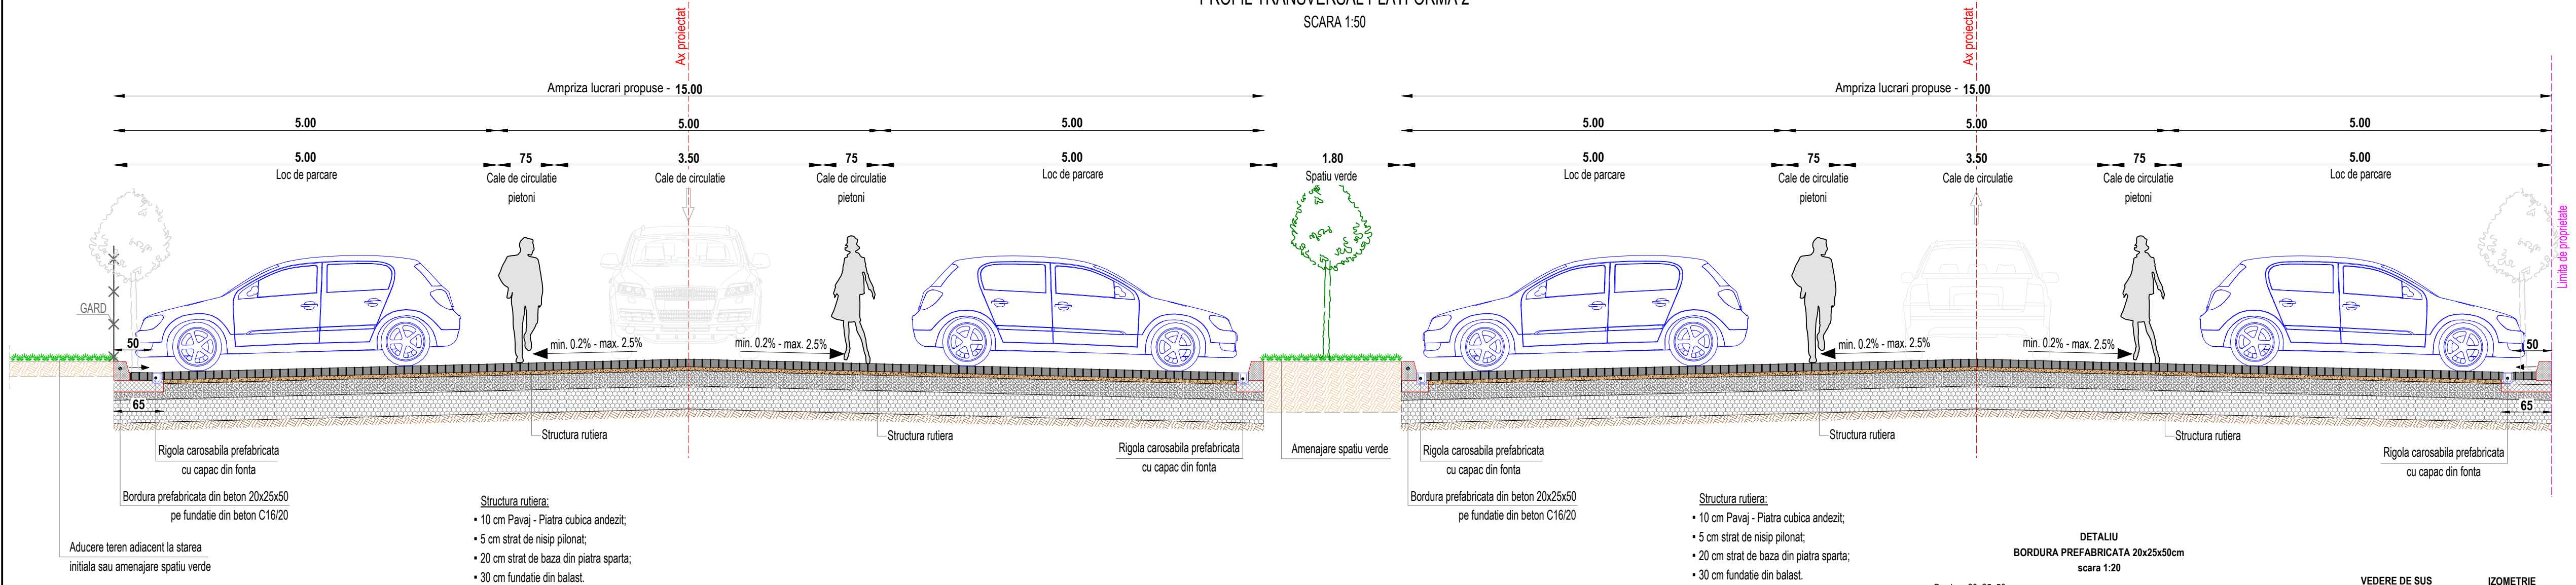 SCARA 1:50
Ax proiectat
Ax proiectat
Ampriza lucrari propuse - 15.00
Ampriza lucrari propuse - 15.00
5.00
5.00
5.00
5.00
5.00
5.00
5.00
75
3.50
75
5.00
1.80
5.00
75
3.50
75
5.00
Loc de parcare
Cale de circulatie
pietoni
Cale de circulatie
Cale de circulatie
pietoni
Loc de parcare
Spatiu verde
Loc de parcare
Cale de circulatie
pietoni
Cale de circulatie
Cale de circulatie
pietoni
Loc de parcare
Limita de proprietate
GARD
50
min. 0.2% - max. 2.5%
min. 0.2% - max. 2.5%
min. 0.2% - max. 2.5%
min. 0.2% - max. 2.5%
50
65
65
Structura rutiera
Structura rutiera
Structura rutiera
Structura rutiera
Rigola carosabila prefabricata
cu capac din fonta
Rigola carosabila prefabricata
cu capac din fonta
Amenajare spatiu verde
Rigola carosabila prefabricata
cu capac din fonta
Rigola carosabila prefabricata
cu capac din fonta
Bordura prefabricata din beton 20x25x50
pe fundatie din beton C16/20
Bordura prefabricata din beton 20x25x50
pe fundatie din beton C16/20
Aducere teren adiacent la starea
initiala sau amenajare spatiu verde
Structura rutiera:
▪ 10 cm Pavaj - Piatra cubica andezit;
▪ 5 cm strat de nisip pilonat;
▪ 20 cm strat de baza din piatra sparta;
▪ 30 cm fundatie din balast.
Structura rutiera:
▪ 10 cm Pavaj - Piatra cubica andezit;
▪ 5 cm strat de nisip pilonat;
▪ 20 cm strat de baza din piatra sparta;
▪ 30 cm fundatie din balast.
DETALIU
BORDURA PREFABRICATA 20x25x50cm
scara 1:20
VEDERE DE SUS
IZOMETRIE